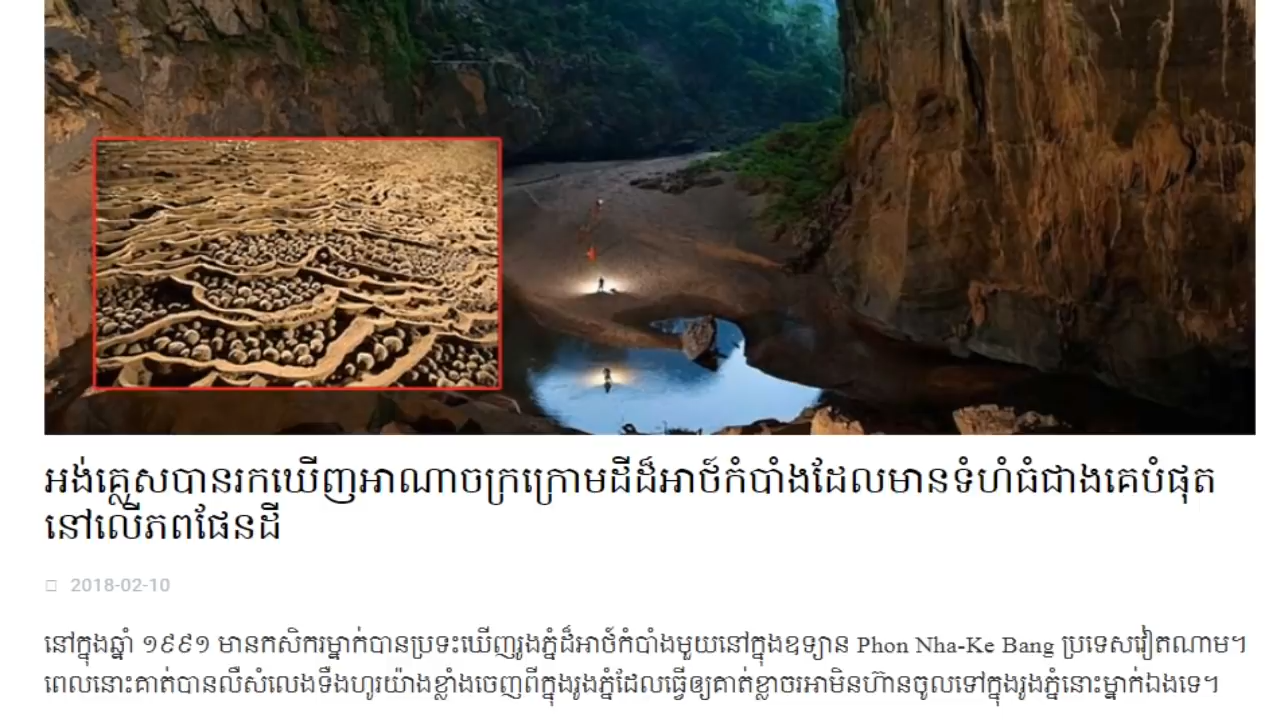 អង់គ្លេសបានរកឃើញអាណាចក្រក្រោមដីដ៏អាថ៌កំបាំងដែលមានទំហំធំជាងគេបំផុត
នៅលើភពផែនដី
2018-02-10
នៅក្នុងឆ្នាំ ១៩៩១ មានកសិករម្នាក់បានប្រទះឃើញរូងភ្នំដ៏អាថ៌កំបាំងមួយនៅក្នុងឧទ្យាន Phon Nha-Ke Bang ប្រទេសវៀតណាម។
ពេលនោះគាត់បានលឺសំលេងទឹងហូរយ៉ាងខ្លាំងចេញពីក្នុងរូងភ្នំដែលធ្វើឲ្យគាត់ខ្លាចរអាមិនហ៊ានចូលទៅក្នុងរូងភ្នំនោះម្នាក់ឯងទេ។